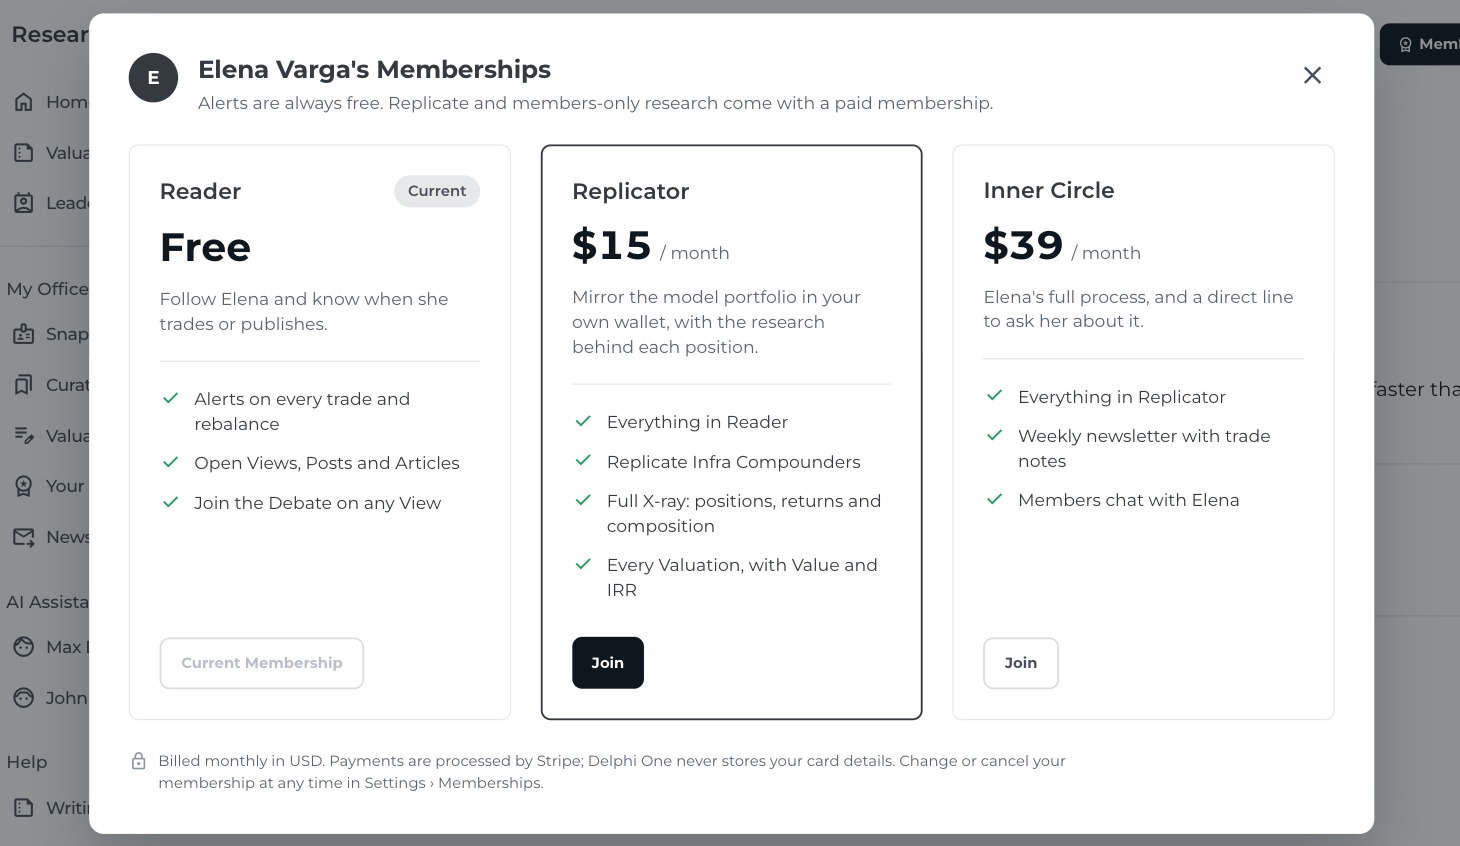 Resear
Hom
Valua
Lead
My Office
Snap
Curat
Valua
Your
News
AI Assista
Max
John
Help
Writi
Mem
faster tha
E
Elena Varga's Memberships
Alerts are always free. Replicate and members-only research come with a paid membership.
Reader
Current
Free
Follow Elena and know when she
trades or publishes.
Alerts on every trade and
rebalance
Open Views, Posts and Articles
Join the Debate on any View
Current Membership
Replicator
$15 / month
Mirror the model portfolio in your
own wallet, with the research
behind each position.
Everything in Reader
Replicate Infra Compounders
Full X-ray: positions, returns and
composition
Every Valuation, with Value and
IRR
Join
Inner Circle
$39 / month
Elena's full process, and a direct line
to ask her about it.
Everything in Replicator
Weekly newsletter with trade
notes
Members chat with Elena
Join
Billed monthly in USD. Payments are processed by Stripe; Delphi One never stores your card details. Change or cancel your
membership at any time in Settings › Memberships.